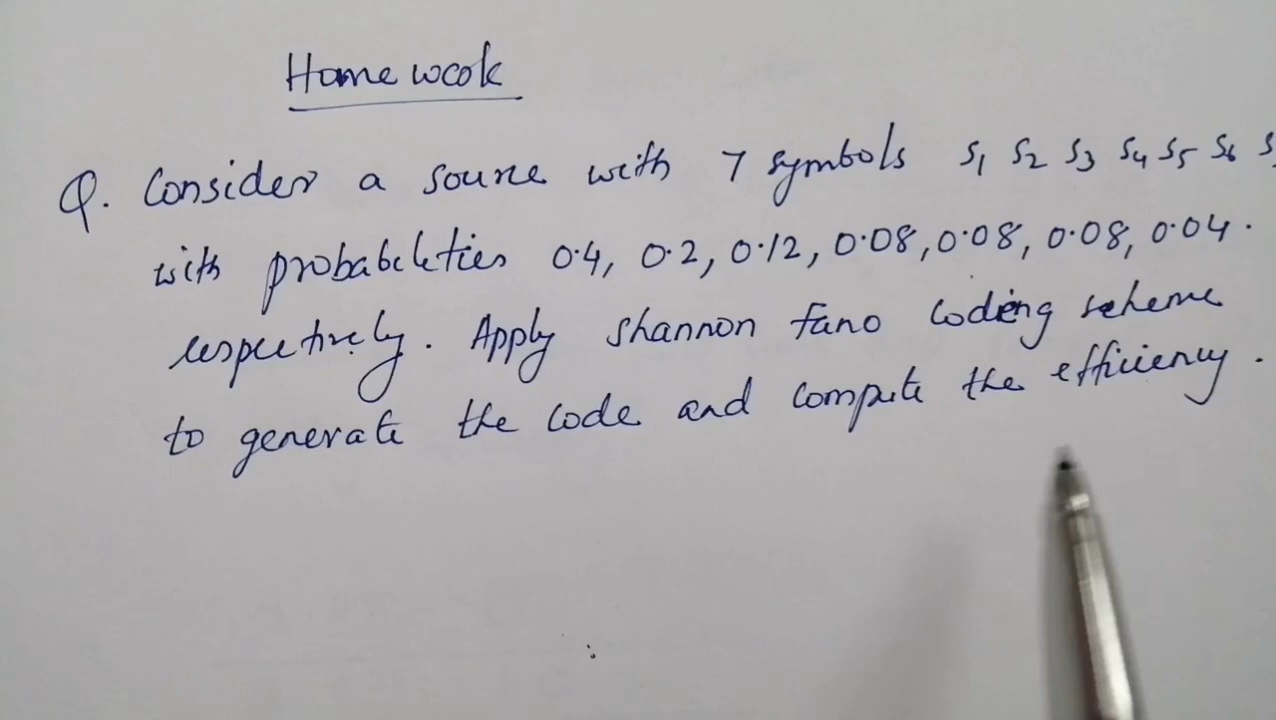 Homework
Q. Consider a source with 7 symbols S1 S2 S3 S4 S5 S6 S
with probabilities 0.4, 0.2, 0.12, 0.08, 0.08, 0.08, 0.04.
respectively. Apply Shannon Fano Coding scheme
to generate the code and compute the efficiency.